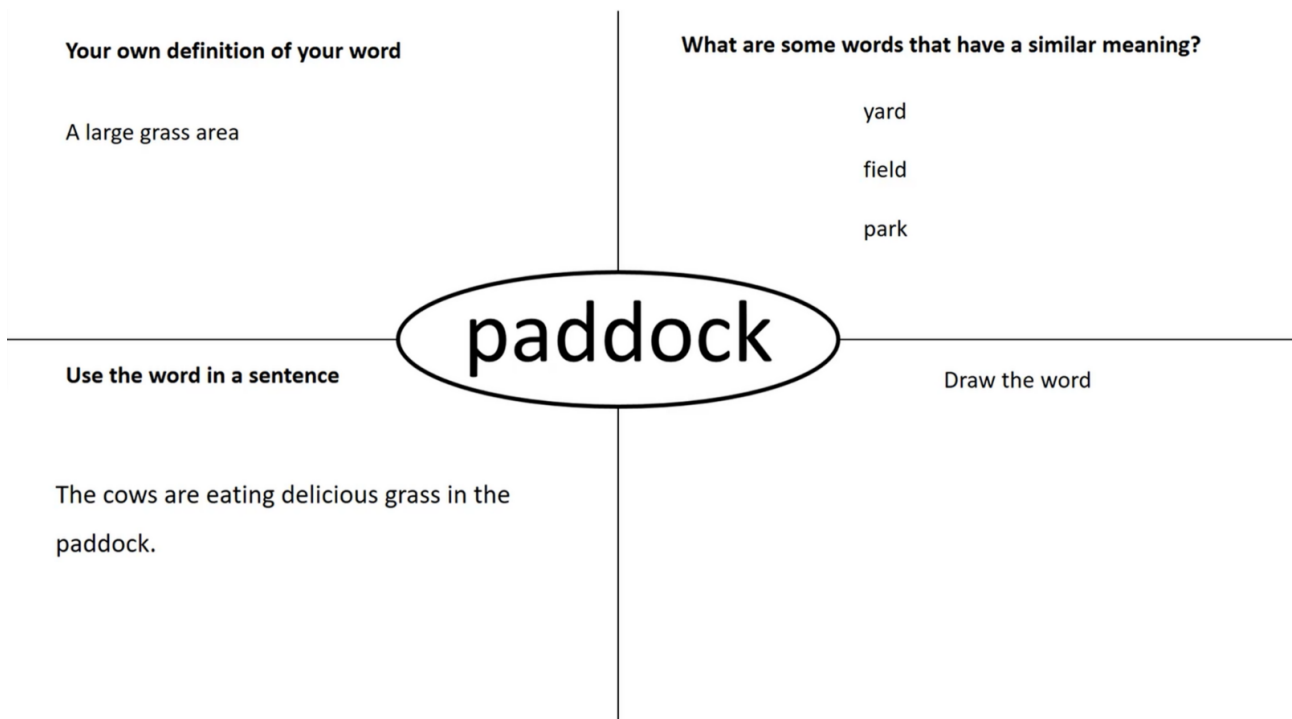 Your own definition of your word
A large grass area
What are some words that have a similar meaning?
yard
field
park
paddock
Use the word in a sentence
The cows are eating delicious grass in the
paddock.
Draw the word